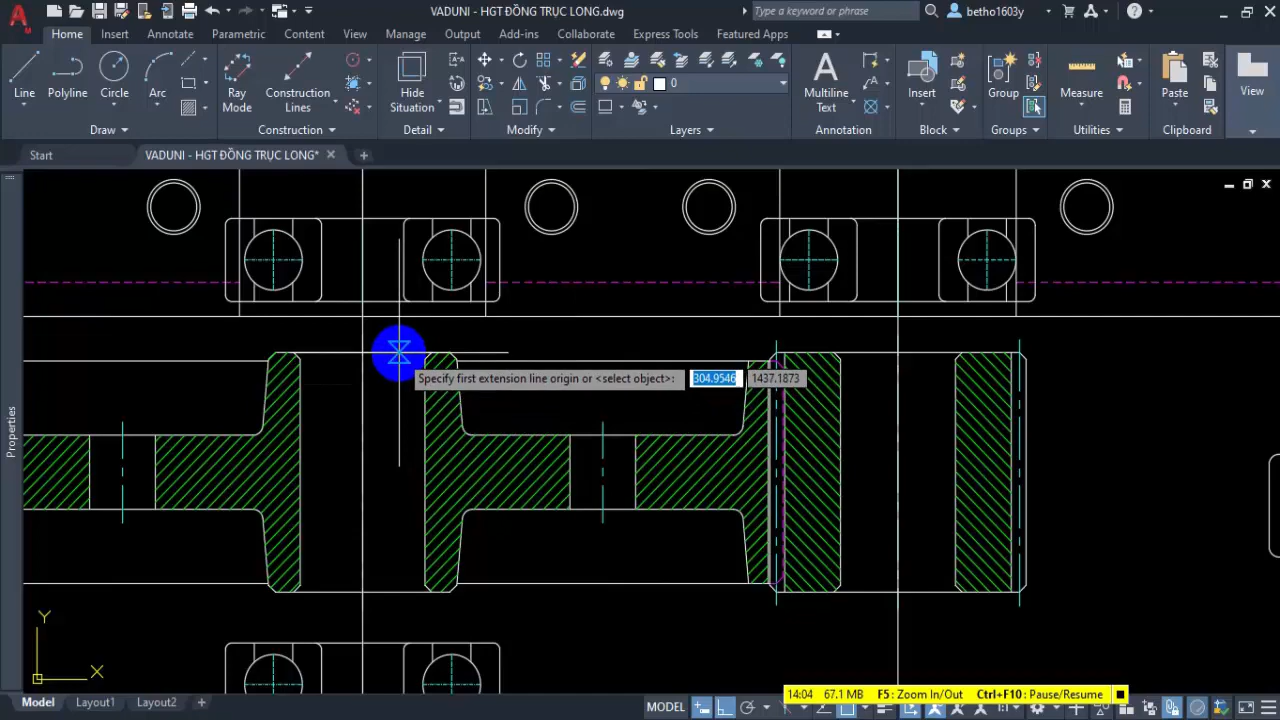 VADUNI - HGT ĐỒNG TRỤC LONG.dwg
Type a keyword or phrase
betho1603y
Home Insert Annotate Parametric Content View Manage Output Add-ins Collaborate Express Tools Featured Apps
Line Polyline Circle Arc
Ray Mode
Construction Lines
Hide Situation
0
Multiline Text
Insert
Group
Measure
Paste
View
Draw Construction Detail Modify Layers Annotation Block Groups Utilities Clipboard
Start VADUNI - HGT ĐỒNG TRỤC LONG*
Specify first extension line origin or <select object>: 304.9546 1437.1873
Properties
Y
X
14:04 67.1 MB F5: Zoom In/Out Ctrl+F10: Pause/Resume
Model Layout1 Layout2 + MODEL 1:1